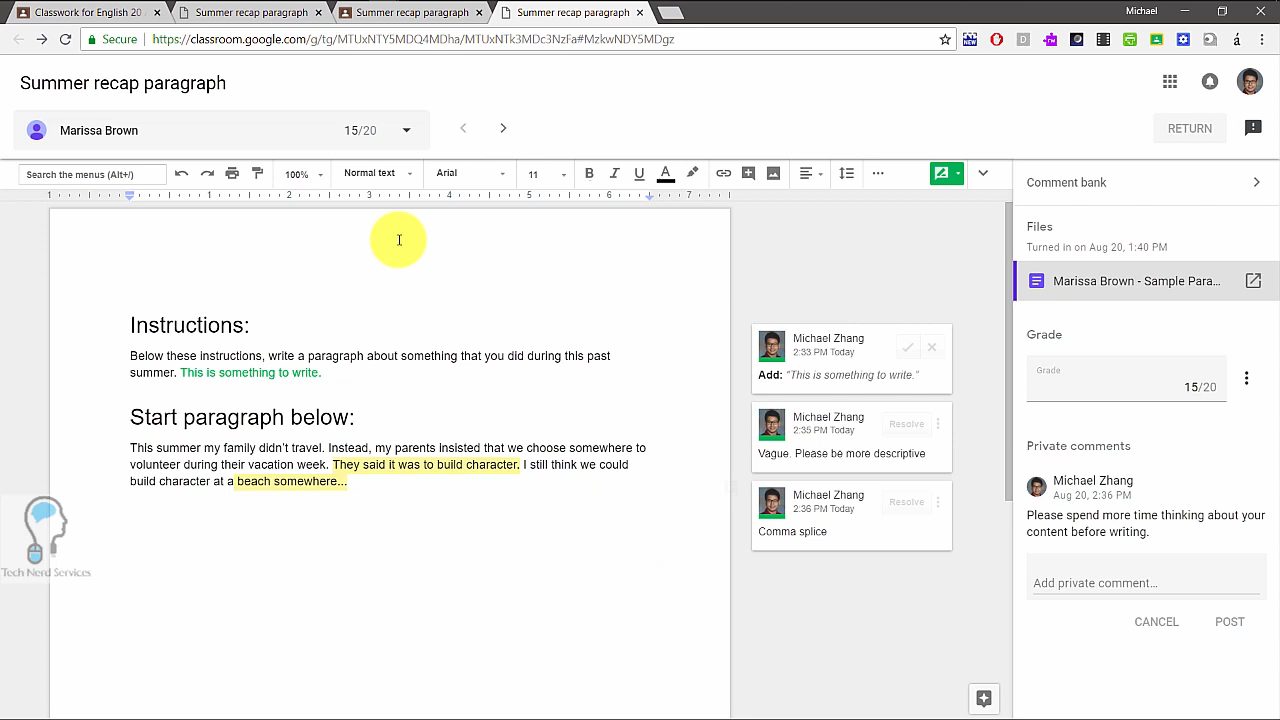 Classwork for English 20
Summer recap paragraph
Summer recap paragraph
Summer recap paragraph
Michael
Secure
https://classroom.google.com/g/tg/MTUxNTY5MDQ4MDha/MTUxNTk3MDc3NzFa#MzkwNDY5MDgz
Summer recap paragraph
Marissa Brown
15/20
RETURN
Search the menus (Alt+/)
100%
Normal text
Arial
11
B I U A
1 1 2 3 4 5 6 7
Instructions:
Below these instructions, write a paragraph about something that you did during this past
summer. This is something to write.
Start paragraph below:
This summer my family didn't travel. Instead, my parents insisted that we choose somewhere to
volunteer during their vacation week. They said it was to build character. I still think we could
build character at a beach somewhere...
Tech Nerd Services
Michael Zhang
2:33 PM Today
Add: "This is something to write."
Michael Zhang
2:35 PM Today
Resolve
Vague. Please be more descriptive
Michael Zhang
2:36 PM Today
Resolve
Comma splice
Comment bank
Files
Turned in on Aug 20, 1:40 PM
Marissa Brown - Sample Para...
Grade
Grade
15/20
Private comments
Michael Zhang
Aug 20, 2:36 PM
Please spend more time thinking about your
content before writing.
Add private comment...
CANCEL
POST